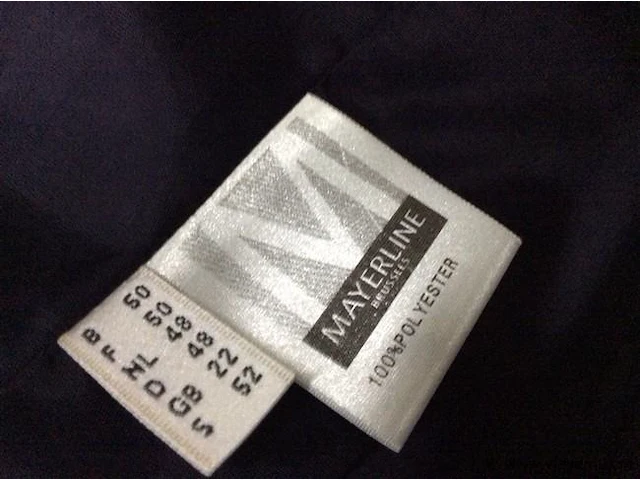 MAYERLINE
BRUSSELS
100%POLYESTER
B 50
F 50
NL 48
D 48
GB 22
S 52